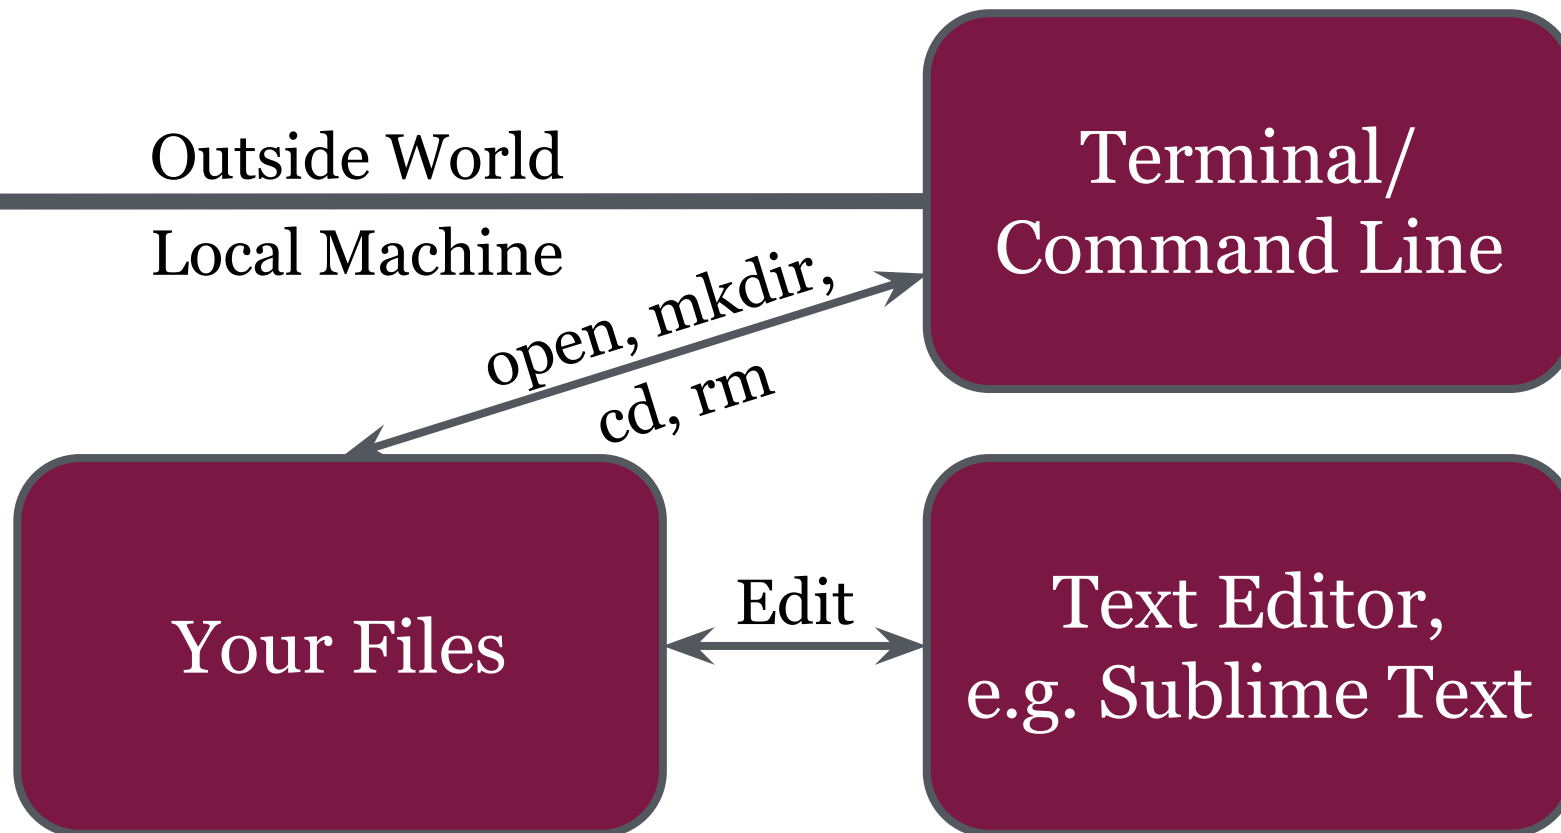 Outside World
Local Machine
Terminal/
Command Line
open, mkdir,
cd, rm
Your Files
Edit
Text Editor,
e.g. Sublime Text